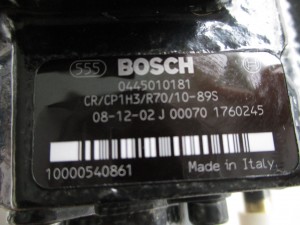 555 BOSCH
0445010181
CR/CP1H3/R70/10-89S
08-12-02 J 00070 1760245
10000540861 Made in Italy